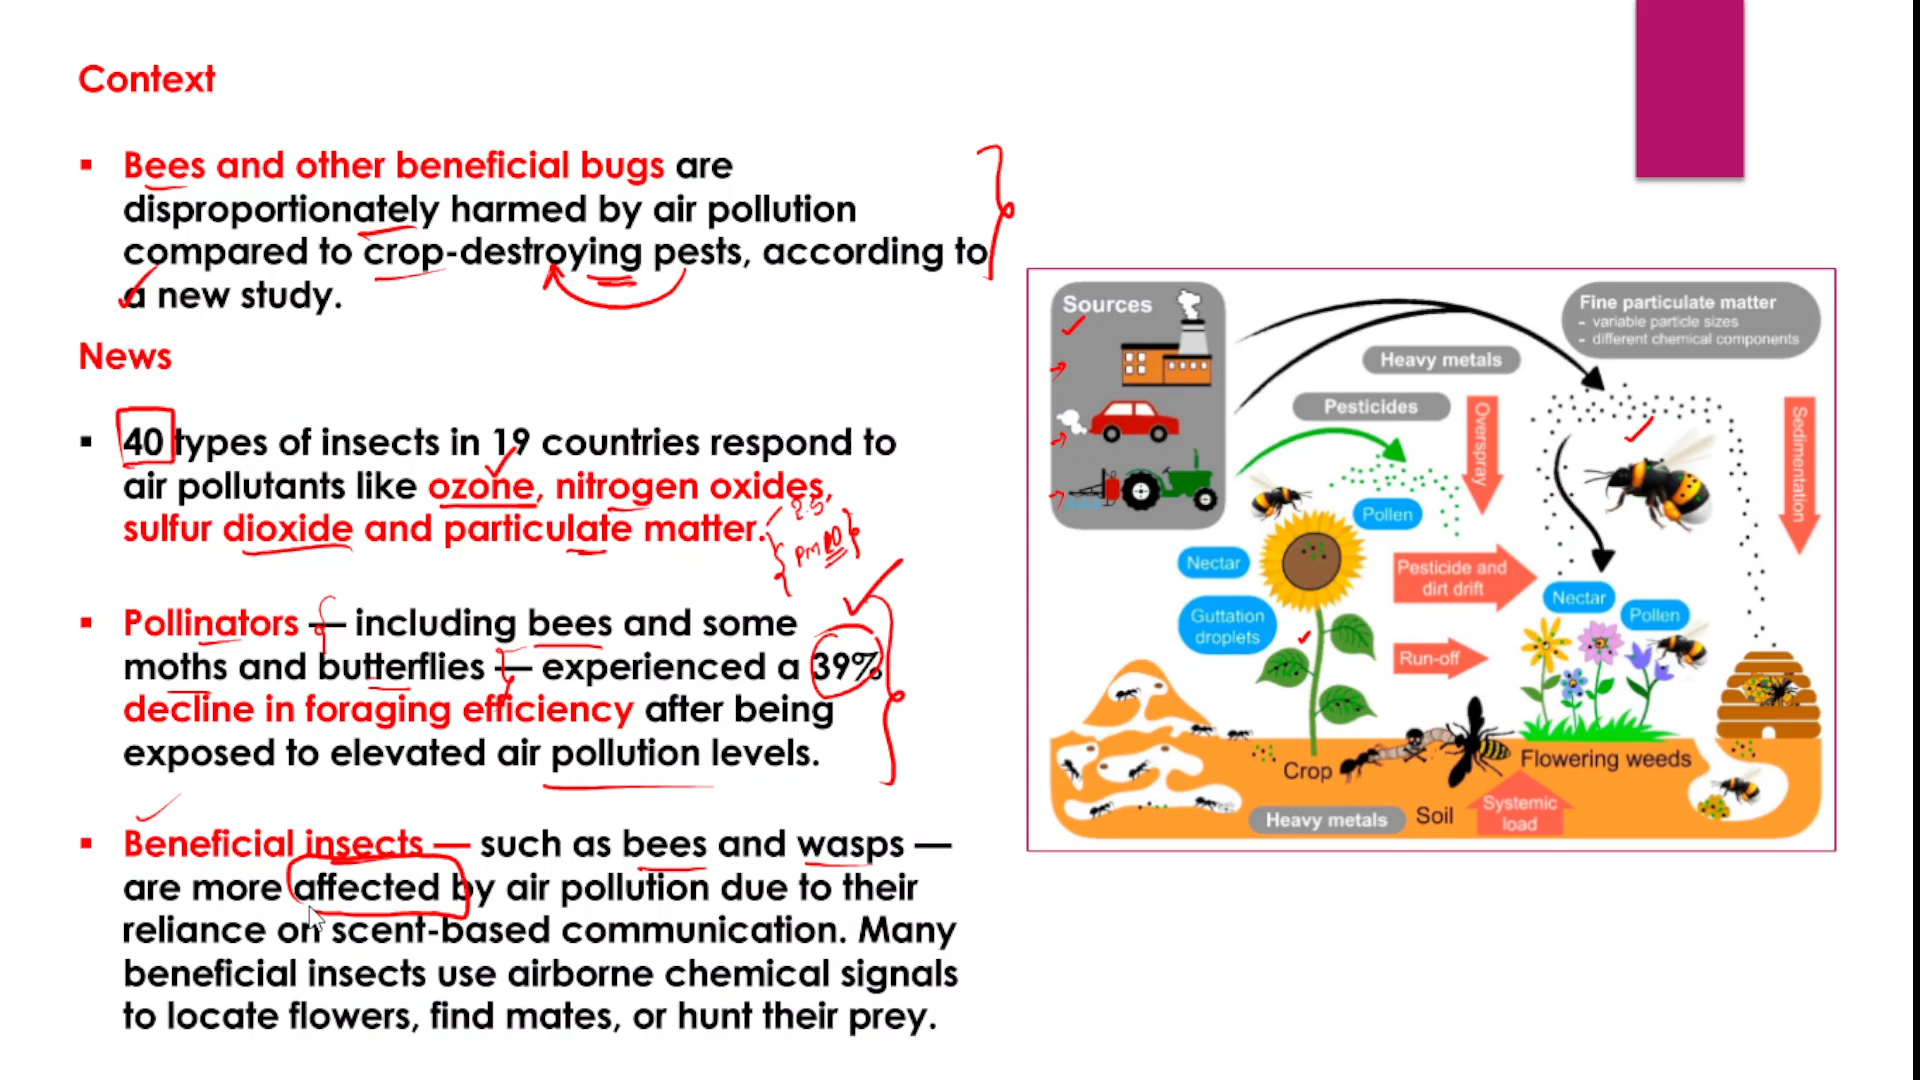 Context
▪ Bees and other beneficial bugs are
disproportionately harmed by air pollution
compared to crop-destroying pests, according to
a new study.
News
▪ 40 types of insects in 19 countries respond to
air pollutants like ozone, nitrogen oxides,
sulfur dioxide and particulate matter.
2.5
PM 10
▪ Pollinators — including bees and some
moths and butterflies — experienced a 39%
decline in foraging efficiency after being
exposed to elevated air pollution levels.
▪ Beneficial insects — such as bees and wasps —
are more affected by air pollution due to their
reliance on scent-based communication. Many
beneficial insects use airborne chemical signals
to locate flowers, find mates, or hunt their prey.
Sources
Fine particulate matter
- variable particle sizes
- different chemical components
Heavy metals
Pesticides
Overspray
Sedimentation
Pollen
Nectar
Pesticide and
dirt drift
Nectar
Pollen
Guttation
droplets
Run-off
Crop
Flowering weeds
Heavy metals
Soil
Systemic
load